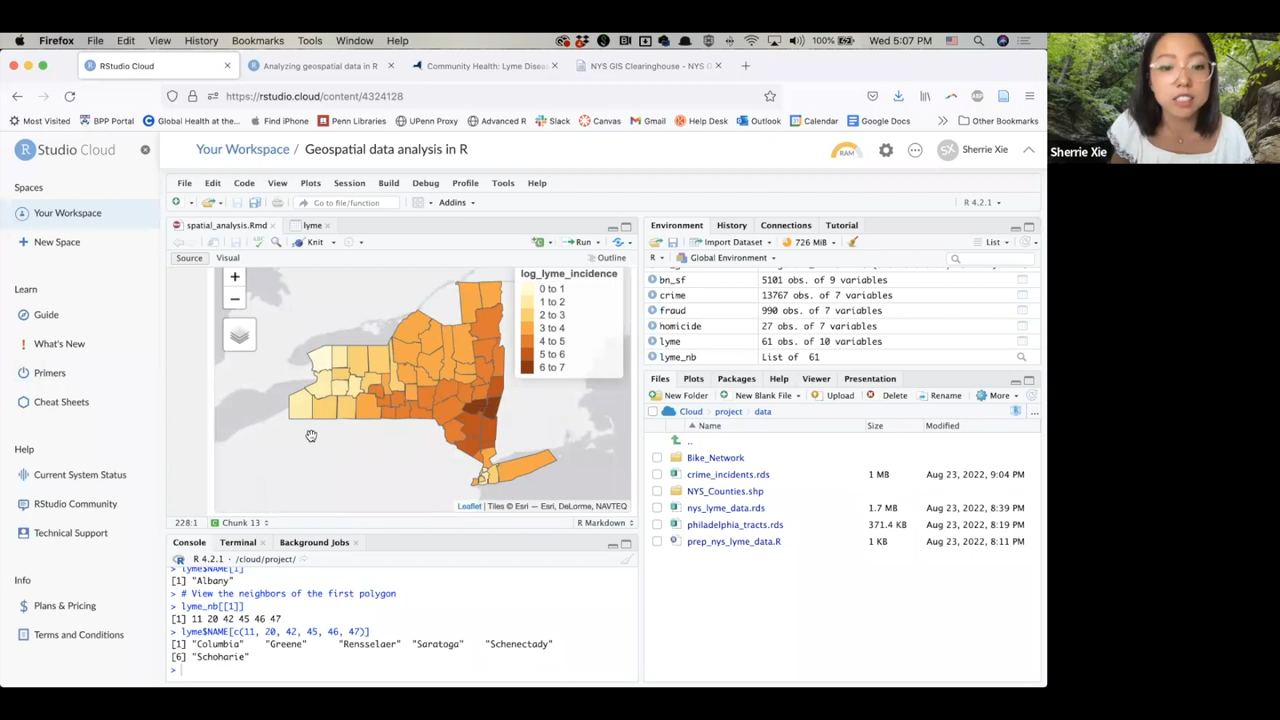 Firefox File Edit View History Bookmarks Tools Window Help 100% Wed 5:07 PM
RStudio Cloud Analyzing geospatial data in R Community Health: Lyme Diseas NYS GIS Clearinghouse - NYS G
https://rstudio.cloud/content/4324128
Most Visited BPP Portal Global Health at the... Find iPhone Penn Libraries UPenn Proxy Advanced R Slack Canvas Gmail Help Desk Outlook Calendar Google Docs Other Bookmarks
Sherrie Xie
R Studio Cloud
Your Workspace / Geospatial data analysis in R
RAM
SX Sherrie Xie
Spaces
Your Workspace
New Space
Learn
Guide
What's New
Primers
Cheat Sheets
Help
Current System Status
RStudio Community
Technical Support
Info
Plans & Pricing
Terms and Conditions
File Edit Code View Plots Session Build Debug Profile Tools Help
Go to file/function Addins
R 4.2.1
spatial_analysis.Rmd lyme
Knit Run
Source Visual Outline
+
−
log_lyme_incidence
0 to 1
1 to 2
2 to 3
3 to 4
4 to 5
5 to 6
6 to 7
Leaflet | Tiles © Esri — Esri, DeLorme, NAVTEQ
228:1 Chunk 13 R Markdown
Console Terminal Background Jobs
R 4.2.1 · /cloud/project/
> lyme$NAME[1]
[1] "Albany"
> # View the neighbors of the first polygon
> lyme_nb[[1]]
[1] 11 20 42 45 46 47
> lyme$NAME[c(11, 20, 42, 45, 46, 47)]
[1] "Columbia" "Greene" "Rensselaer" "Saratoga" "Schenectady"
[6] "Schoharie"
>
Environment History Connections Tutorial
Import Dataset 726 MiB List
R Global Environment
bn_sf 5101 obs. of 9 variables
crime 13767 obs. of 7 variables
fraud 990 obs. of 7 variables
homicide 27 obs. of 7 variables
lyme 61 obs. of 10 variables
lyme_nb List of 61
Files Plots Packages Help Viewer Presentation
New Folder New Blank File Upload Delete Rename More
Cloud project data ...
Name Size Modified
..
Bike_Network
crime_incidents.rds 1 MB Aug 23, 2022, 9:04 PM
NYS_Counties.shp
nys_lyme_data.rds 1.7 MB Aug 23, 2022, 8:39 PM
philadelphia_tracts.rds 371.4 KB Aug 23, 2022, 8:19 PM
prep_nys_lyme_data.R 1 KB Aug 23, 2022, 8:11 PM